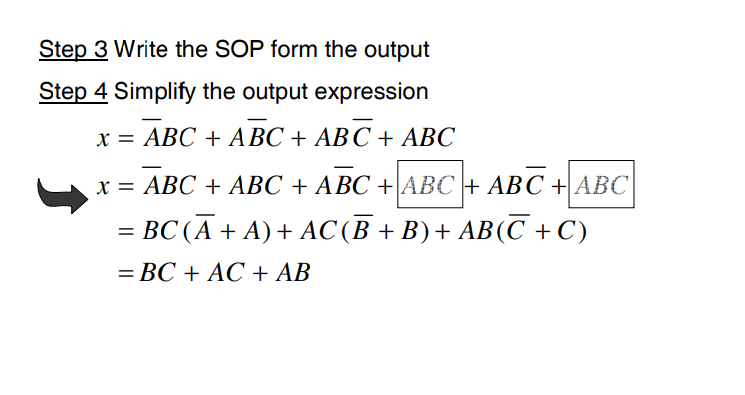 Step 3 Write the SOP form the output
Step 4 Simplify the output expression
x = A̅BC + AB̅C + ABC̅ + ABC
x = A̅BC + ABC + AB̅C + ABC + ABC̅ + ABC
= BC(A̅ + A) + AC(B̅ + B) + AB(C̅ + C)
= BC + AC + AB